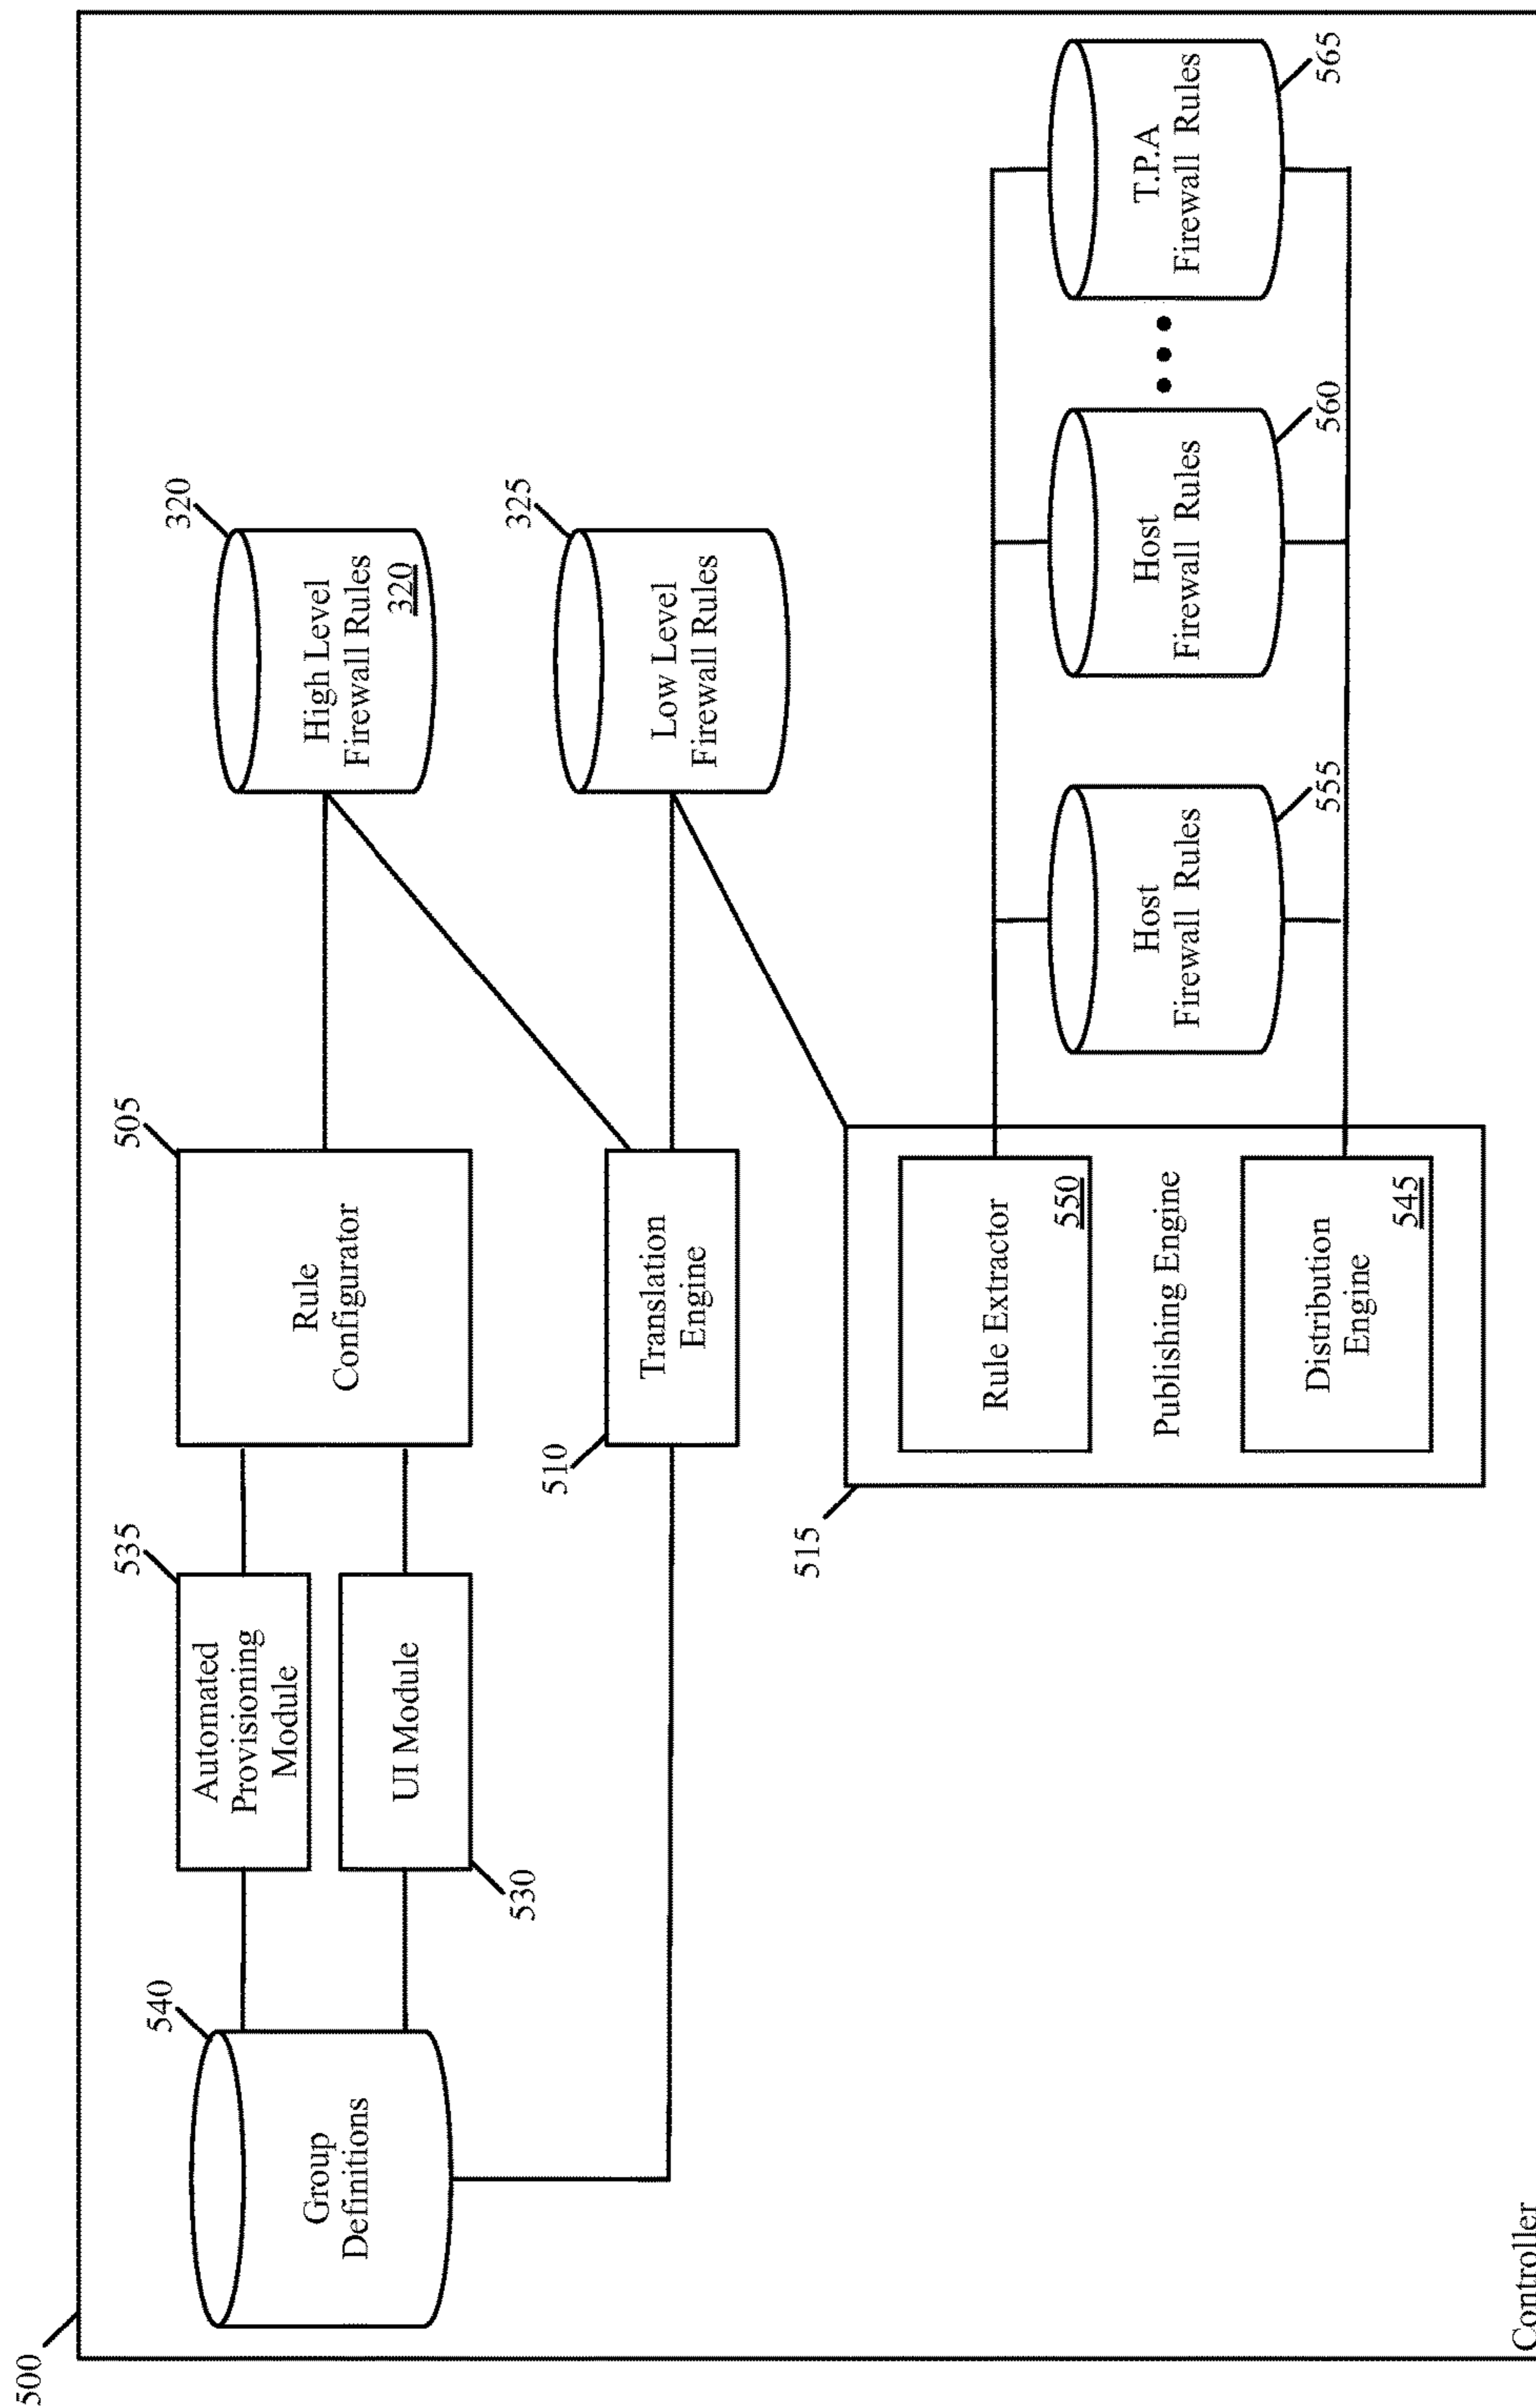 500
540
Group
Definitions
535
Automated
Provisioning
Module
UI Module
530
505
Rule
Configurator
320
High Level
Firewall Rules
320
510
Translation
Engine
325
Low Level
Firewall Rules
515
Rule Extractor
550
Publishing Engine
Distribution
Engine
545
Host
Firewall Rules
555
Host
Firewall Rules
560
T.P.A
Firewall Rules
565
Controller